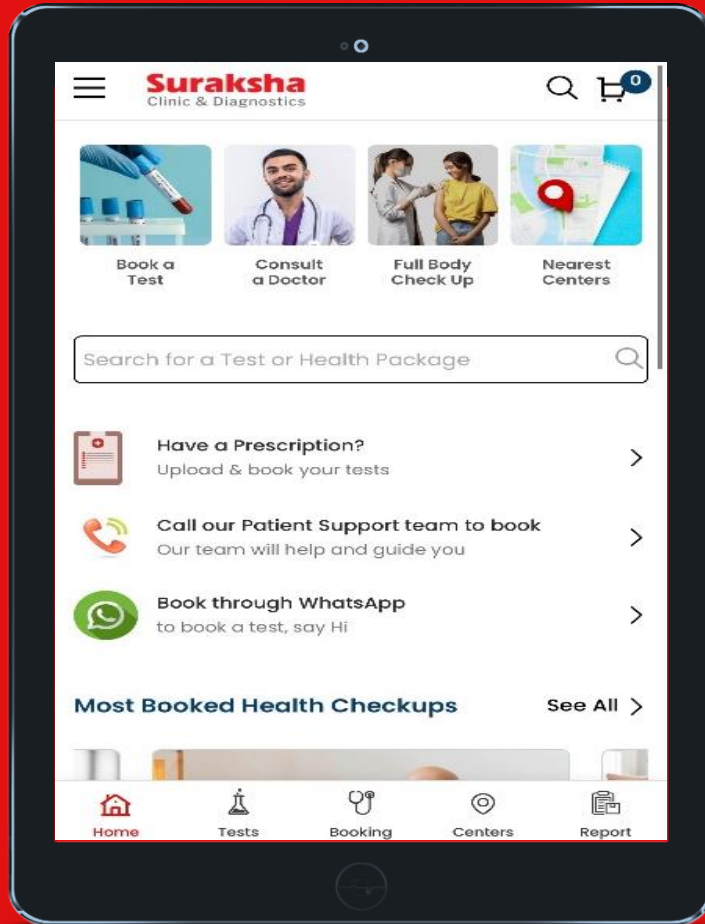 Suraksha
Clinic & Diagnostics
0
Book a
Test
Consult
a Doctor
Full Body
Check Up
Nearest
Centers
Search for a Test or Health Package
Have a Prescription?
Upload & book your tests
Call our Patient Support team to book
Our team will help and guide you
Book through WhatsApp
to book a test, say Hi
Most Booked Health Checkups
See All
Home
Tests
Booking
Centers
Report